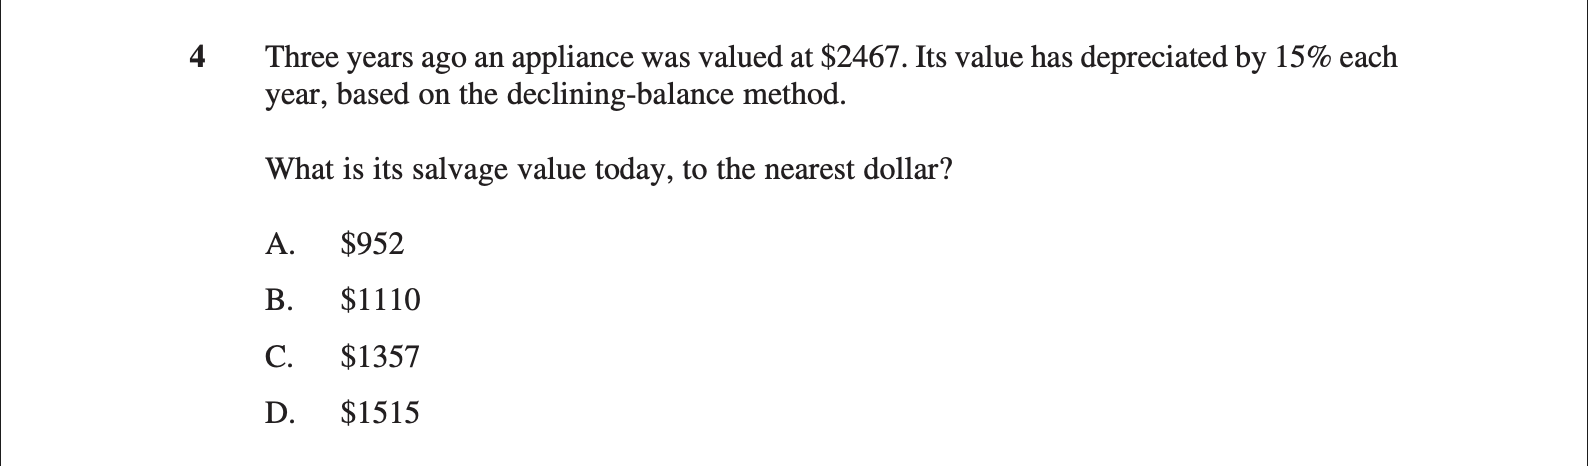 4 Three years ago an appliance was valued at $2467. Its value has depreciated by 15% each
year, based on the declining-balance method.
What is its salvage value today, to the nearest dollar?
A. $952
B. $1110
C. $1357
D. $1515